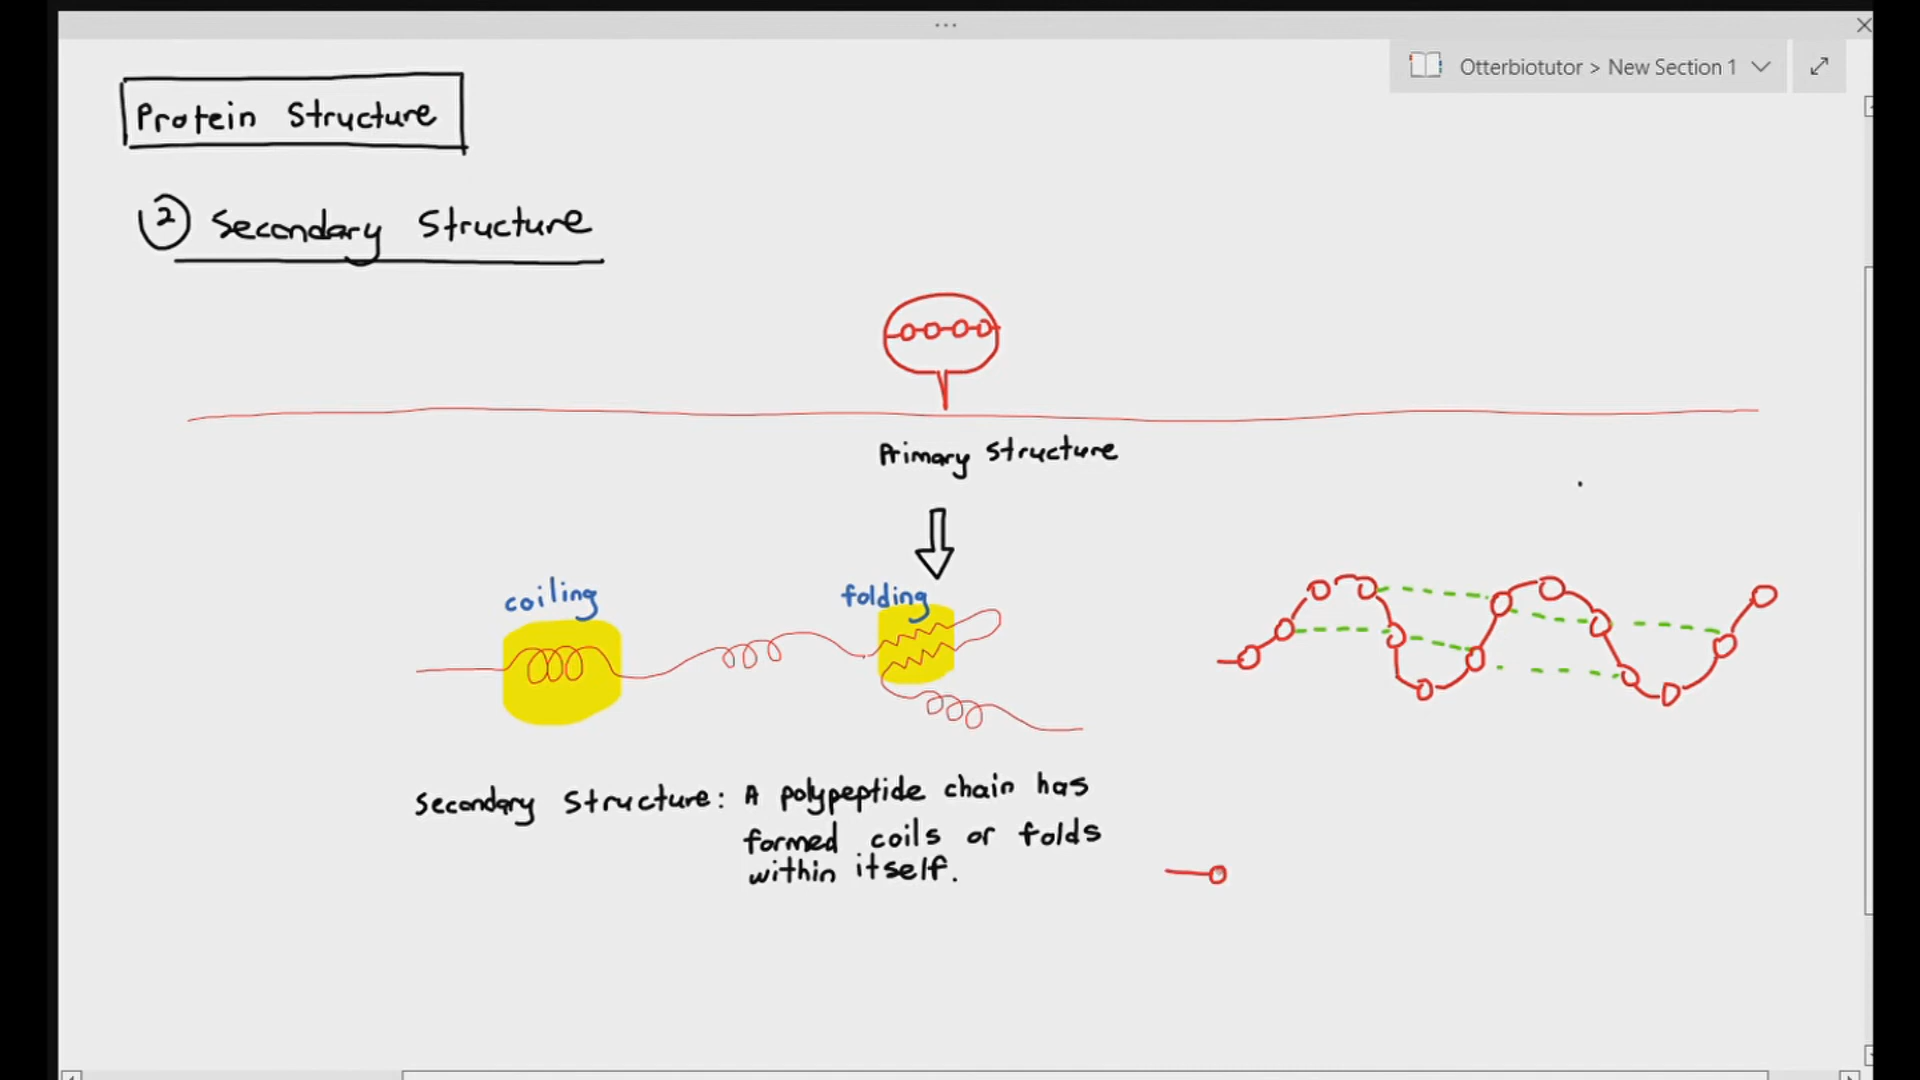 Otterbiotutor > New Section 1
Protein Structure
2 Secondary Structure
Primary Structure
coiling
folding
Secondary Structure: A polypeptide chain has
formed coils or folds
within itself.